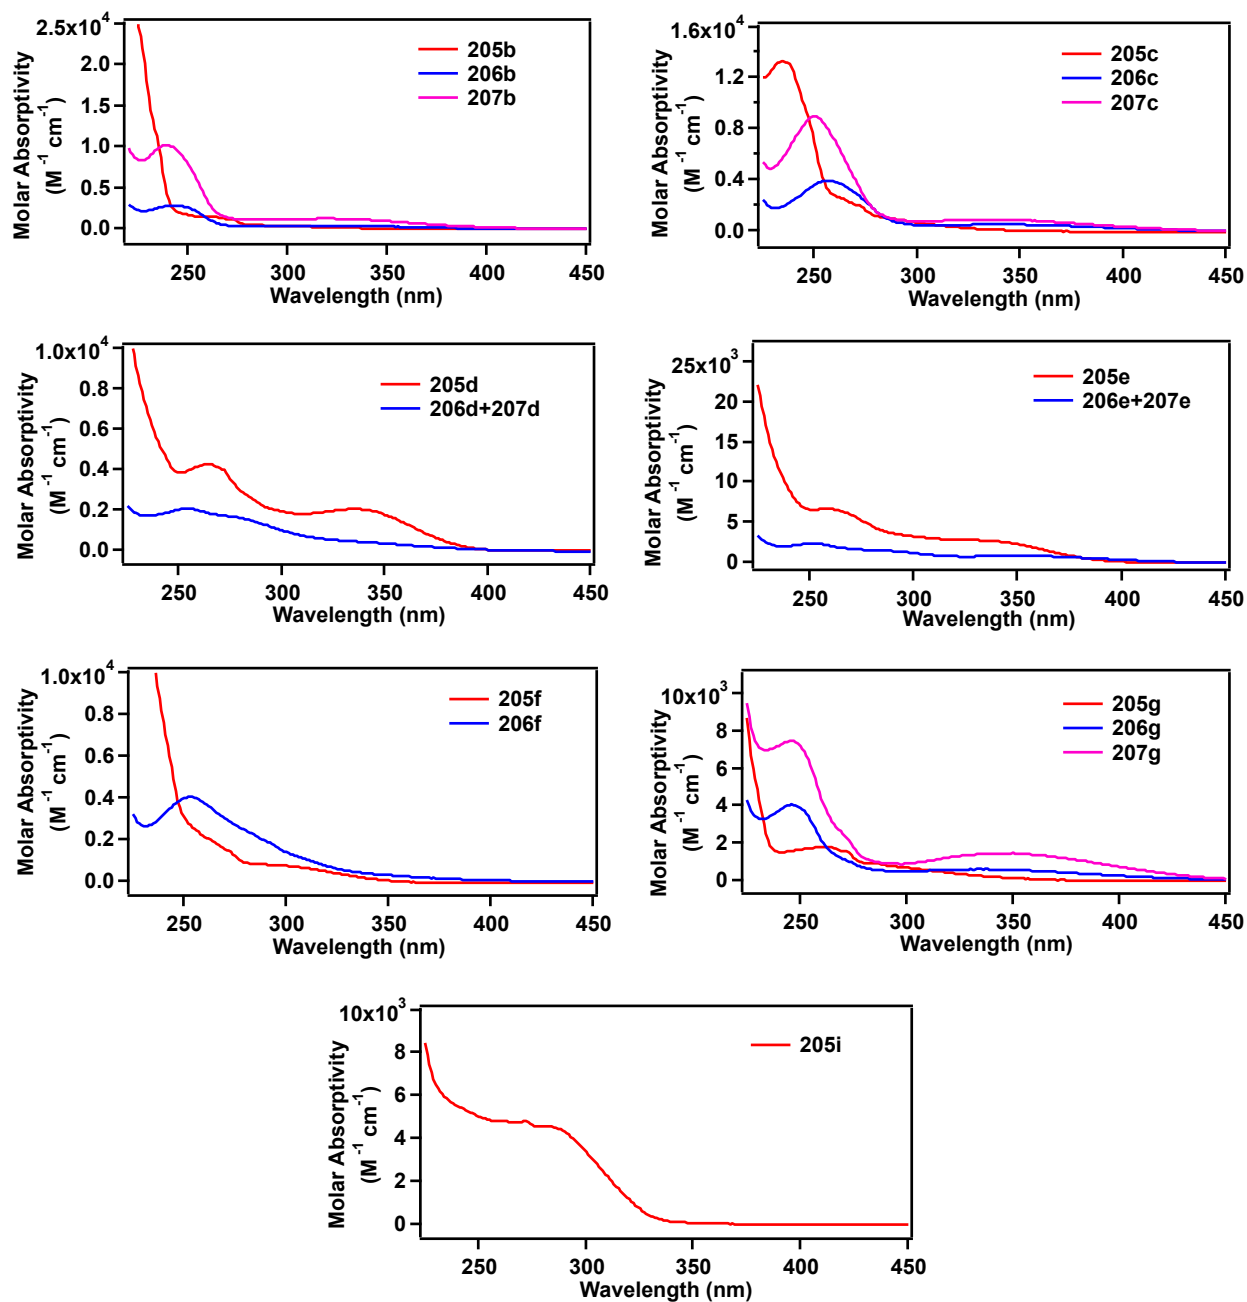 2.5x10⁴
2.0
1.5
1.0
0.5
0.0
Molar Absorptivity
(M ⁻¹ cm⁻¹)
205b
206b
207b
250 300 350 400 450
Wavelength (nm)
1.6x10⁴
1.2
0.8
0.4
0.0
Molar Absorptivity
(M ⁻¹ cm⁻¹)
205c
206c
207c
250 300 350 400 450
Wavelength (nm)
1.0x10⁴
0.8
0.6
0.4
0.2
0.0
Molar Absorptivity
(M ⁻¹ cm⁻¹)
205d
206d+207d
250 300 350 400 450
Wavelength (nm)
25x10³
20
15
10
5
0
Molar Absorptivity
(M ⁻¹ cm⁻¹)
205e
206e+207e
250 300 350 400 450
Wavelength (nm)
1.0x10⁴
0.8
0.6
0.4
0.2
0.0
Molar Absorptivity
(M ⁻¹ cm⁻¹)
205f
206f
250 300 350 400 450
Wavelength (nm)
10x10³
8
6
4
2
0
Molar Absorptivity
(M ⁻¹ cm⁻¹)
205g
206g
207g
250 300 350 400 450
Wavelength (nm)
10x10³
8
6
4
2
0
Molar Absorptivity
(M ⁻¹ cm⁻¹)
205i
250 300 350 400 450
Wavelength (nm)